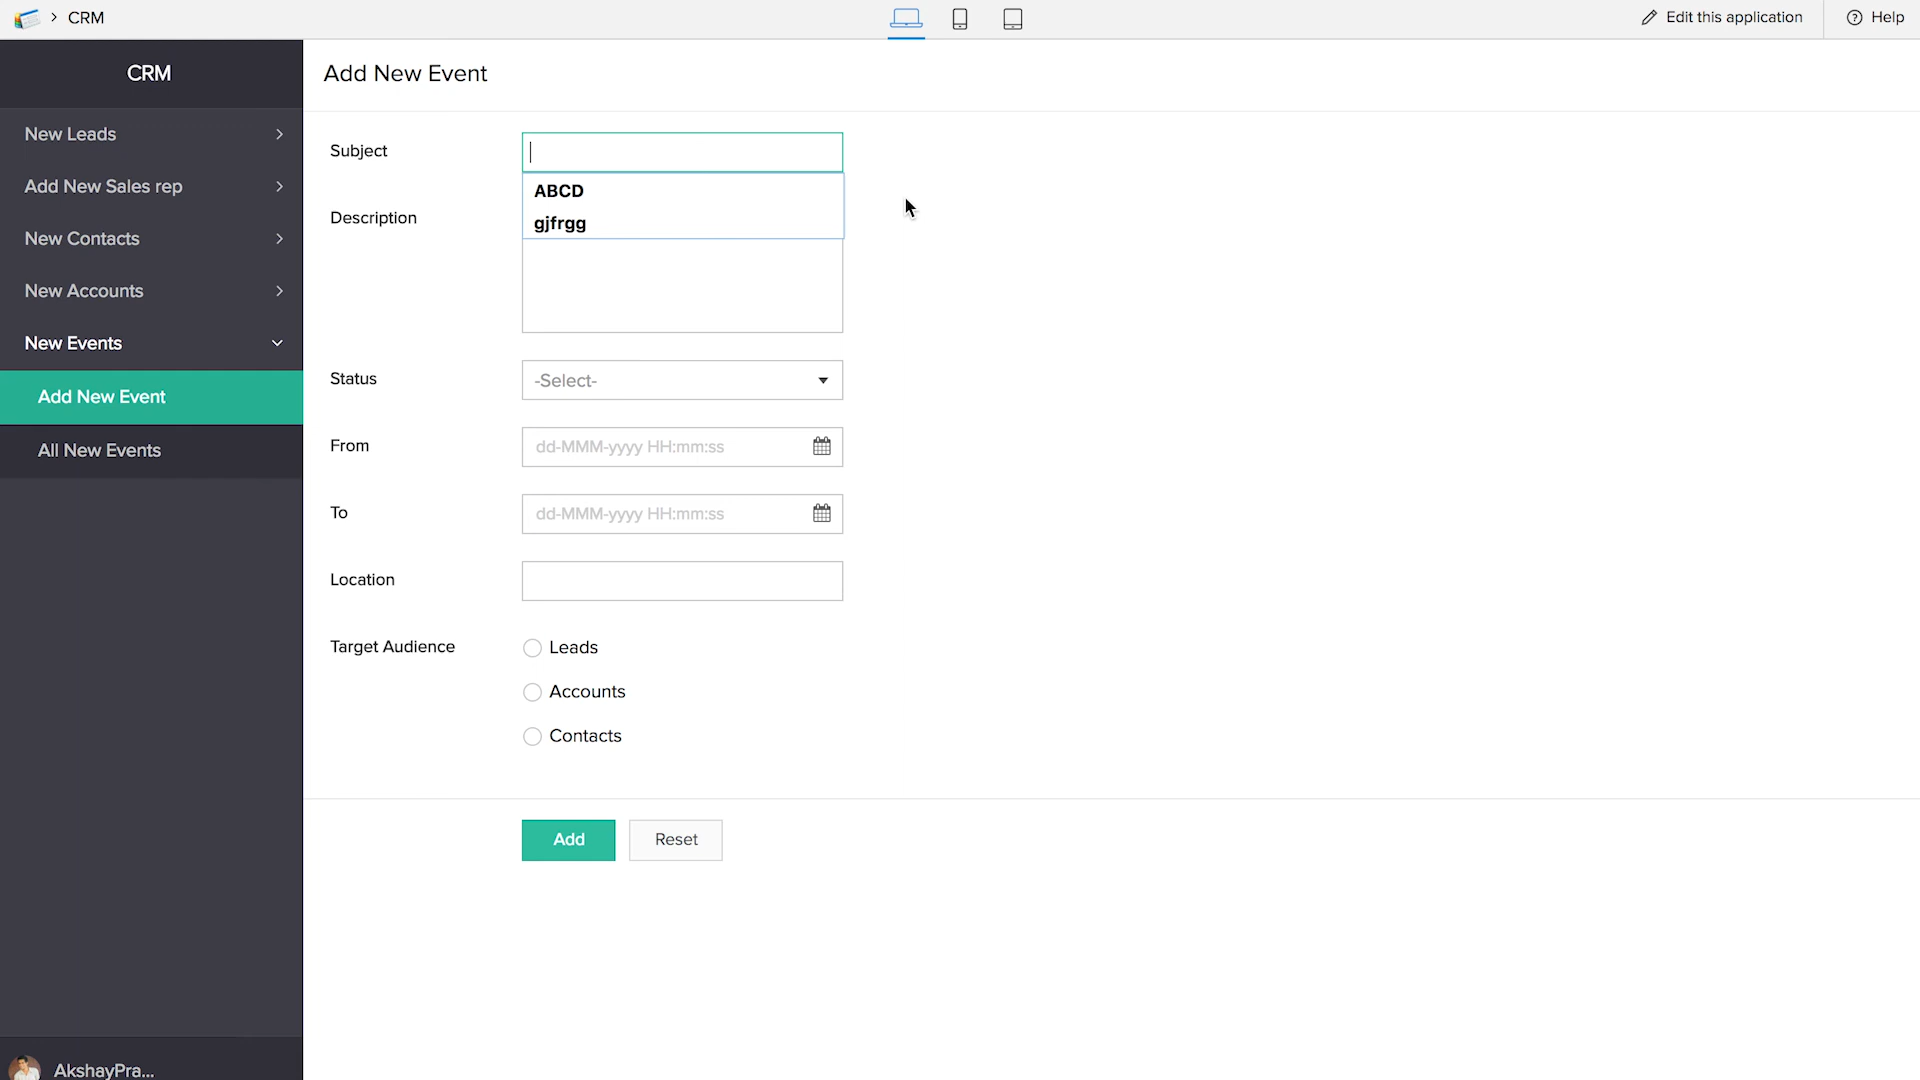 CRM
Edit this application
Help
CRM
New Leads
Add New Sales rep
New Contacts
New Accounts
New Events
Add New Event
All New Events
AkshayPra...
Add New Event
Subject
ABCD
gjfrgg
Description
Status
-Select-
From
dd-MMM-yyyy HH:mm:ss
To
dd-MMM-yyyy HH:mm:ss
Location
Target Audience
Leads
Accounts
Contacts
Add
Reset